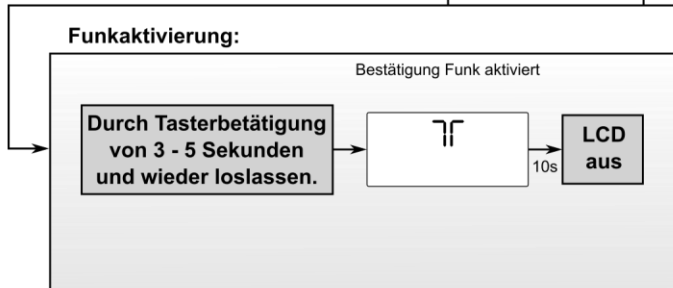 Funkaktivierung:
Bestätigung Funk aktiviert
Durch Tasterbetätigung
von 3 - 5 Sekunden
und wieder loslassen.
LCD
aus
10s